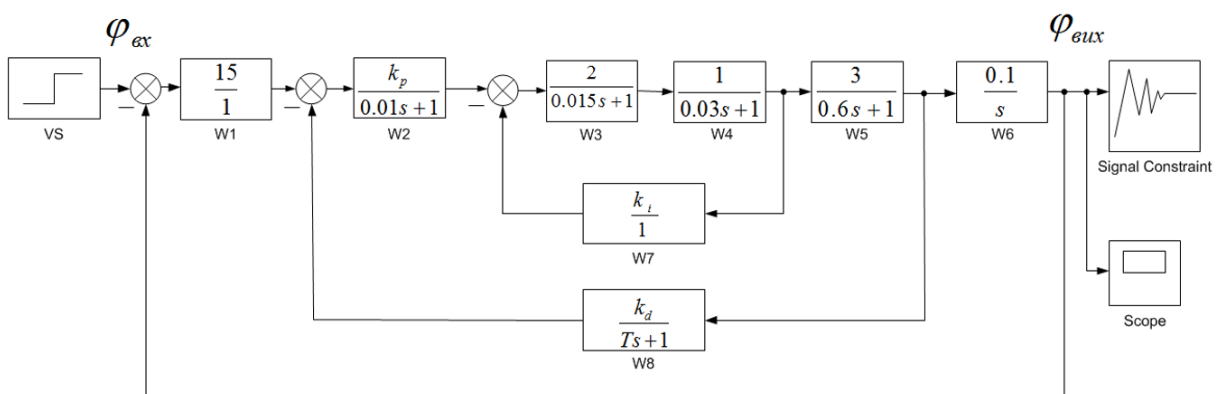 φвх
φвих
15
1
W1
kp
0.01s+1
W2
2
0.015s+1
W3
1
0.03s+1
W4
3
0.6s+1
W5
0.1
s
W6
VS
Signal Constraint
ki
1
W7
kd
Ts+1
W8
Scope